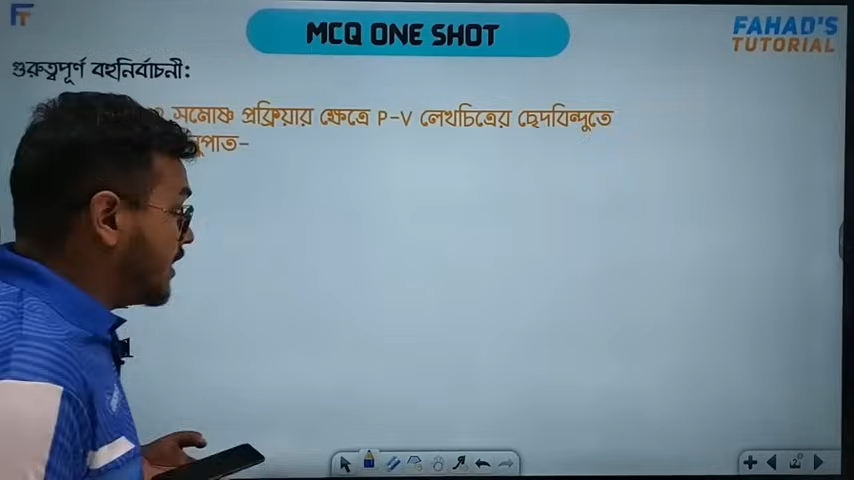 MCQ ONE SHOT
FAHAD'S
TUTORIAL
গুরুত্বপূর্ণ বহুনির্বাচনী:
সমোষ্ণ প্রক্রিয়ার ক্ষেত্রে P-V লেখচিত্রের ছেদবিন্দুতে